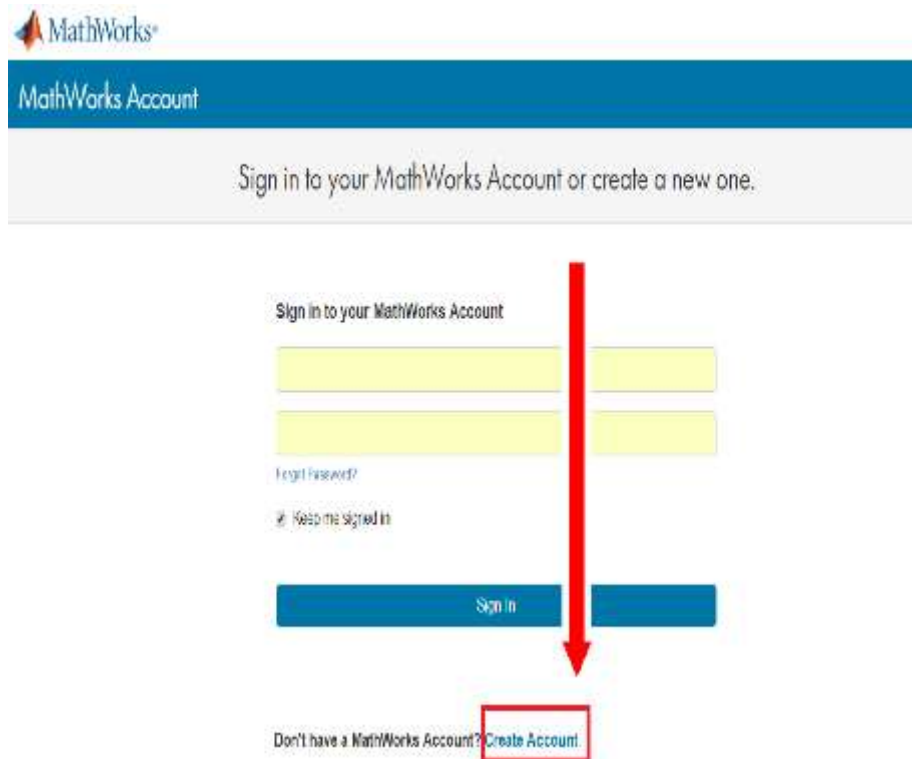 MathWorks®
MathWorks Account
Sign in to your MathWorks Account or create a new one.
Sign in to your MathWorks Account
Forgot Password?
Keep me signed in
Sign In
Don't have a MathWorks Account? Create Account